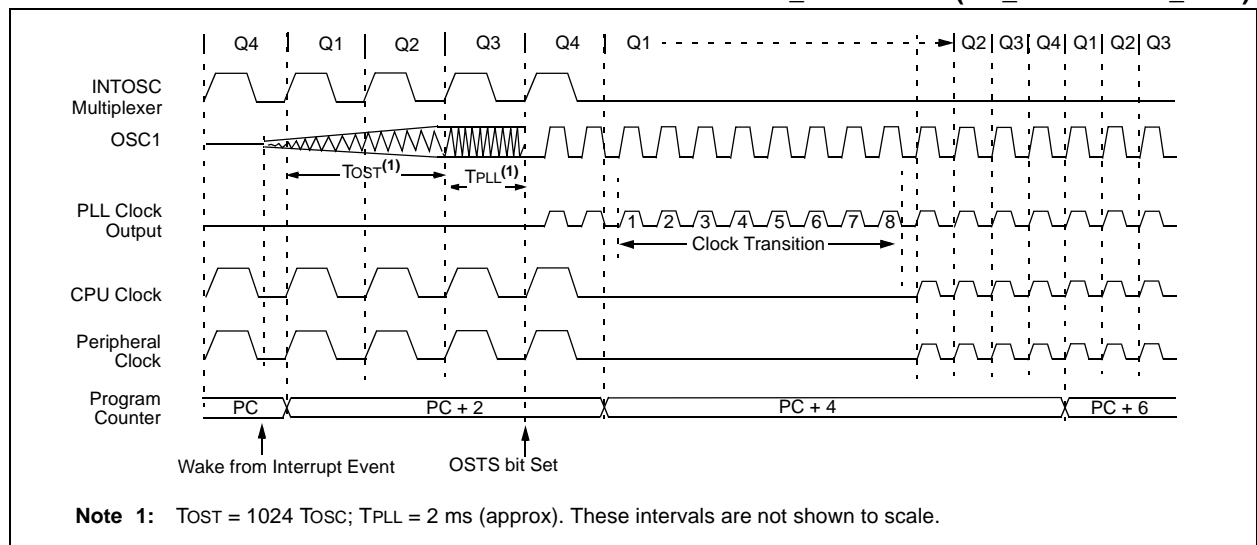 Q4 Q1 Q2 Q3 Q4 Q1 Q2 Q3 Q4 Q1 Q2 Q3
INTOSC
Multiplexer
OSC1
TOST(1)
TPLL(1)
PLL Clock
Output
1 2 3 4 5 6 7 8
Clock Transition
CPU Clock
Peripheral
Clock
Program
Counter
PC PC + 2 PC + 4 PC + 6
Wake from Interrupt Event
OSTS bit Set
Note 1: TOST = 1024 TOSC; TPLL = 2 ms (approx). These intervals are not shown to scale.